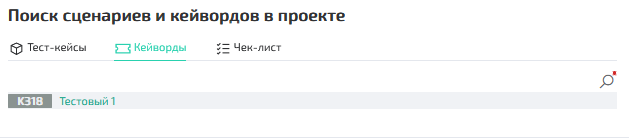 Поиск сценариев и кейвордов в проекте
Тест-кейсы Кейворды Чек-лист
K318 Тестовый 1